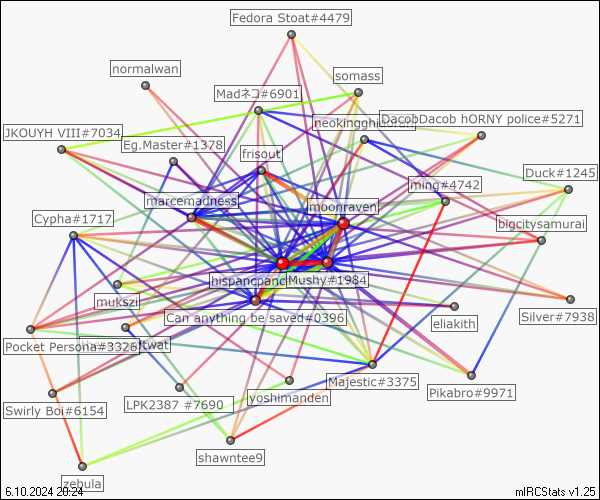 Fedora Stoat#4479
normalwan
somass
Madネコ#6901
neokingghidorah
DacobDacob hORNY police#5271
JKOUYH VIII#7034
Eg.Master#1378
frisout
Duck#1245
ming#4742
marcemadness
moonraven
Cypha#1717
bigcitysamurai
hispancpanc
Mushy#1984
mukszii
Can anything be saved#0396
Silver#7938
eliakith
Pocket Persona#3326
twat
Majestic#3375
Pikabro#9971
Swirly Boi#6154
LPK2387 #7690
yoshimanden
shawntee9
zebula
6.10.2024 20:24
mIRCStats v1.25